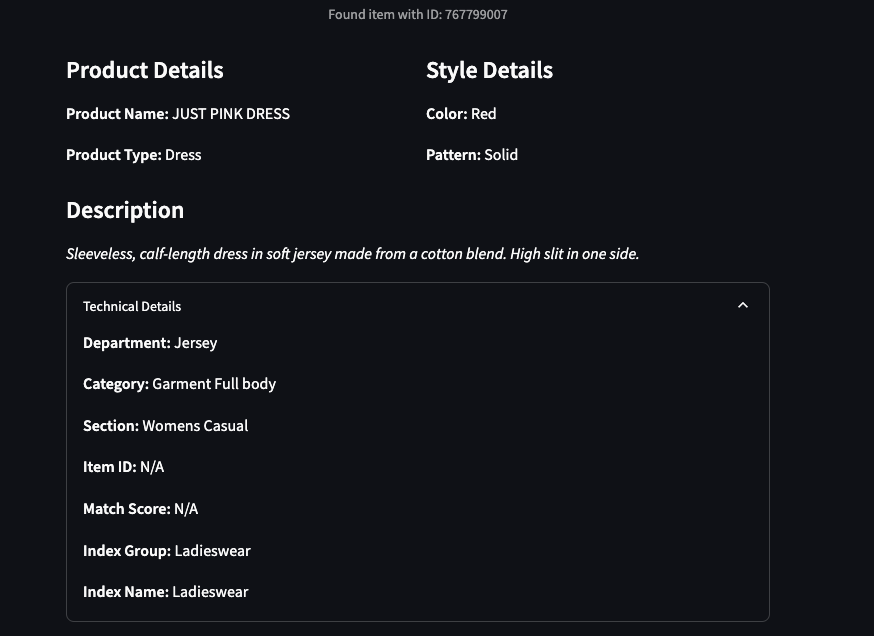 Found item with ID: 767799007
Product Details
Product Name: JUST PINK DRESS
Product Type: Dress
Style Details
Color: Red
Pattern: Solid
Description
Sleeveless, calf-length dress in soft jersey made from a cotton blend. High slit in one side.
Technical Details
Department: Jersey
Category: Garment Full body
Section: Womens Casual
Item ID: N/A
Match Score: N/A
Index Group: Ladieswear
Index Name: Ladieswear